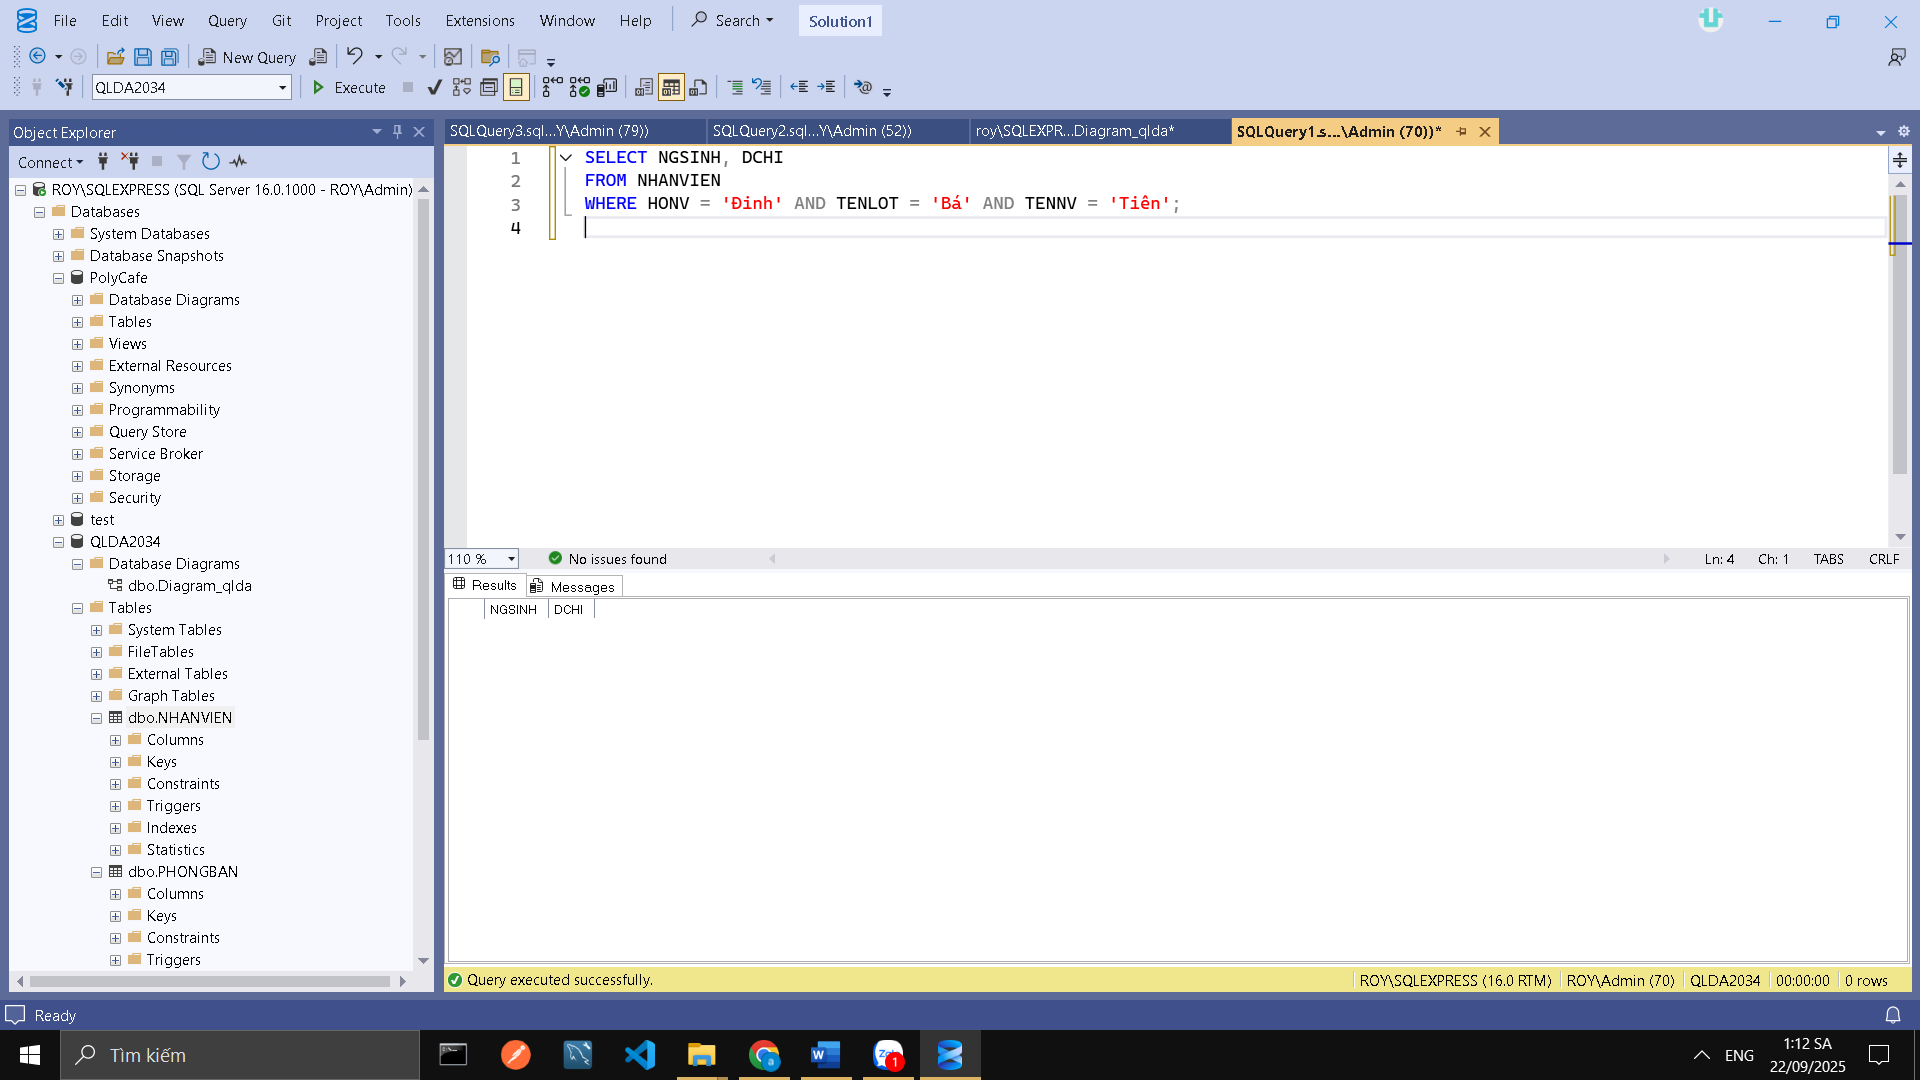 File Edit View Query Git Project Tools Extensions Window Help Search Solution1
New Query
QLDA2034 Execute
Object Explorer
Connect
ROY\SQLEXPRESS (SQL Server 16.0.1000 - ROY\Admin)
Databases
System Databases
Database Snapshots
PolyCafe
Database Diagrams
Tables
Views
External Resources
Synonyms
Programmability
Query Store
Service Broker
Storage
Security
test
QLDA2034
Database Diagrams
dbo.Diagram_qlda
Tables
System Tables
FileTables
External Tables
Graph Tables
dbo.NHANVIEN
Columns
Keys
Constraints
Triggers
Indexes
Statistics
dbo.PHONGBAN
Columns
Keys
Constraints
Triggers
SQLQuery3.sql...Y\Admin (79)) SQLQuery2.sql...Y\Admin (52)) roy\SQLEXPR...Diagram_qlda* SQLQuery1.s...\Admin (70))*
1 SELECT NGSINH, DCHI
2 FROM NHANVIEN
3 WHERE HONV = 'Đinh' AND TENLOT = 'Bá' AND TENNV = 'Tiên';
4
110 % No issues found Ln: 4 Ch: 1 TABS CRLF
Results Messages
NGSINH DCHI
Query executed successfully. ROY\SQLEXPRESS (16.0 RTM) ROY\Admin (70) QLDA2034 00:00:00 0 rows
Ready
Tìm kiếm
1
ENG
1:12 SA
22/09/2025